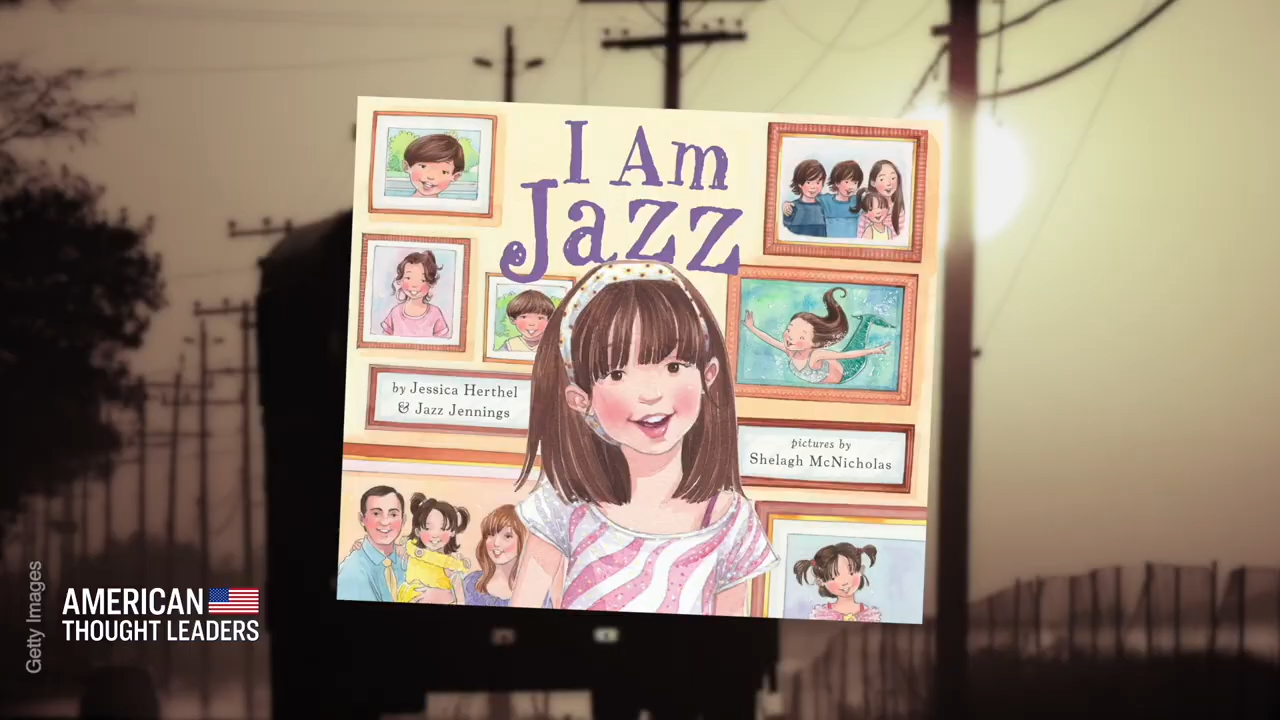 I Am
Jazz
by Jessica Herthel
& Jazz Jennings
pictures by
Shelagh McNicholas
Getty Images
AMERICAN
THOUGHT LEADERS